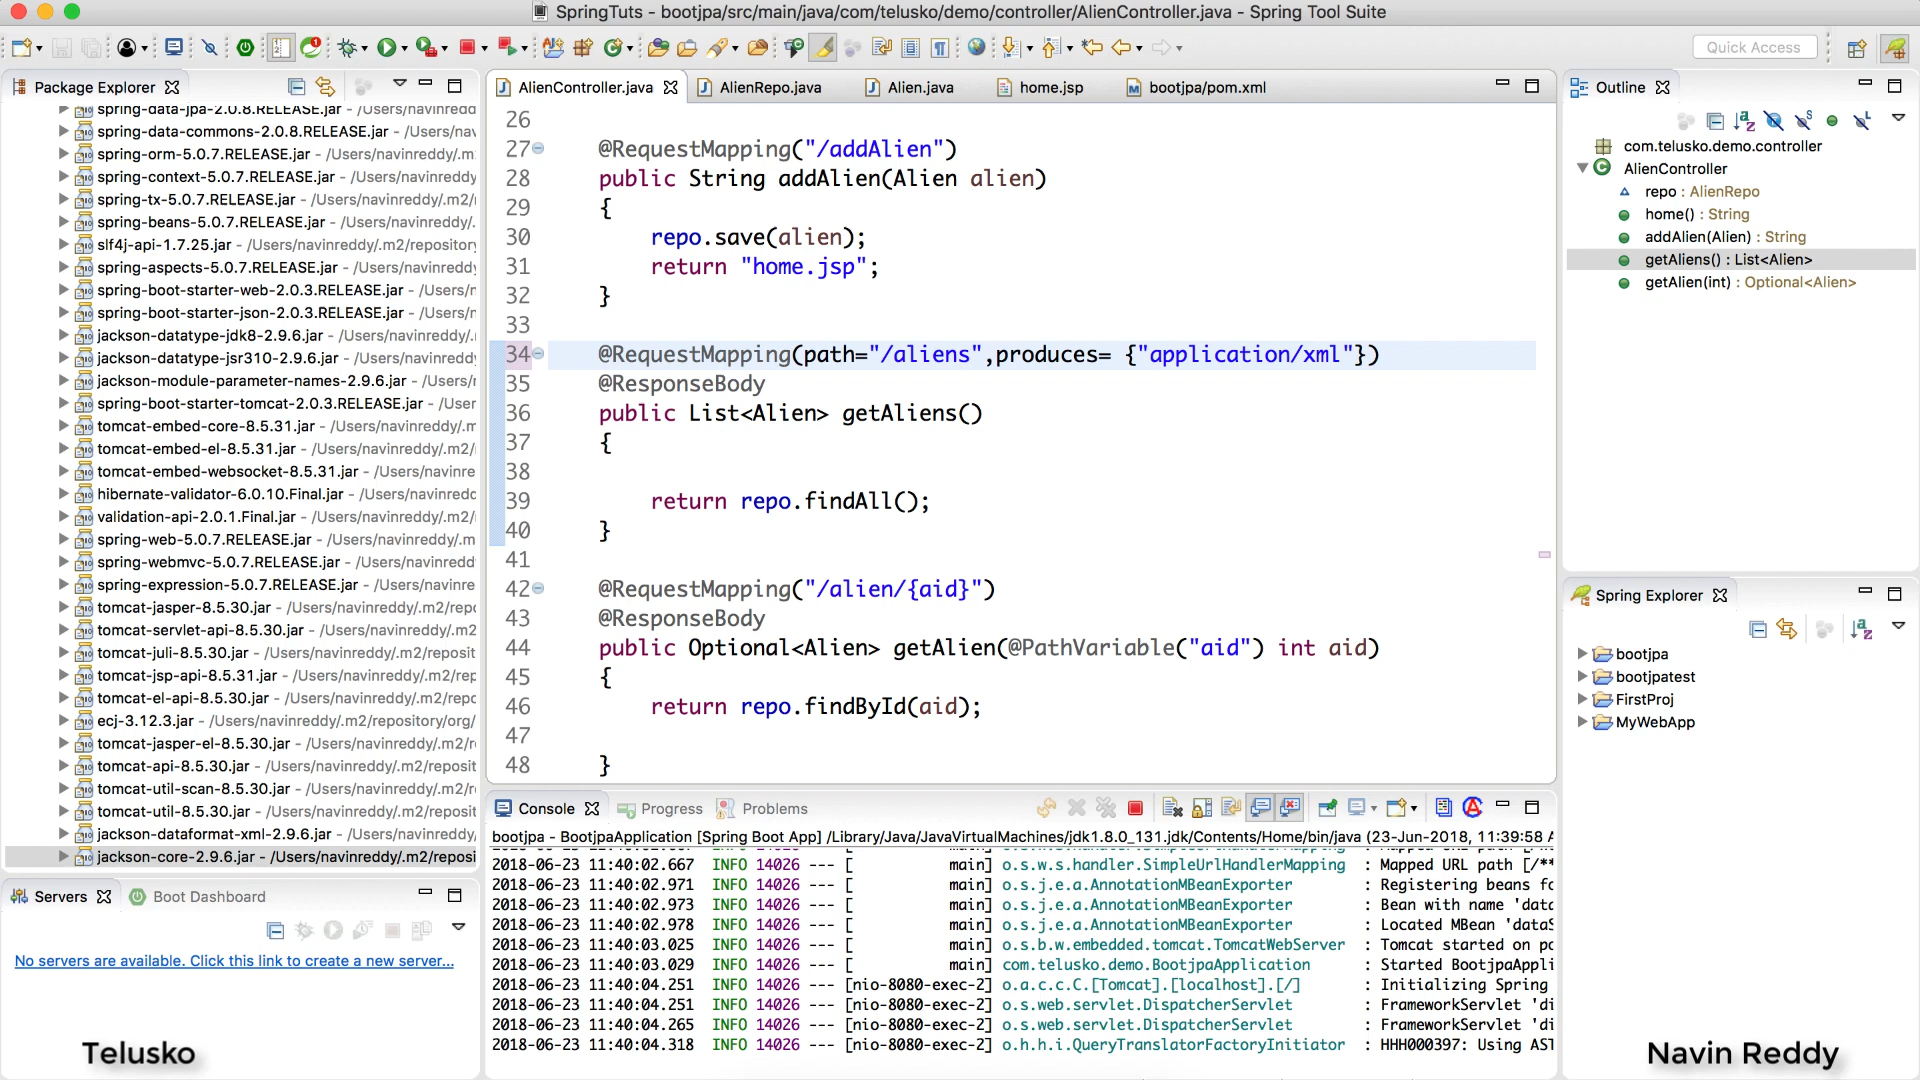 SpringTuts - bootjpa/src/main/java/com/telusko/demo/controller/AlienController.java - Spring Tool Suite
Quick Access
Package Explorer
spring-data-jpa-2.0.8.RELEASE.jar - /Users/navinredd
spring-data-commons-2.0.8.RELEASE.jar - /Users/nav
spring-orm-5.0.7.RELEASE.jar - /Users/navinreddy/.m
spring-context-5.0.7.RELEASE.jar - /Users/navinreddy
spring-tx-5.0.7.RELEASE.jar - /Users/navinreddy/.m2/
spring-beans-5.0.7.RELEASE.jar - /Users/navinreddy/.
slf4j-api-1.7.25.jar - /Users/navinreddy/.m2/repository
spring-aspects-5.0.7.RELEASE.jar - /Users/navinreddy
spring-boot-starter-web-2.0.3.RELEASE.jar - /Users/n
spring-boot-starter-json-2.0.3.RELEASE.jar - /Users/n
jackson-datatype-jdk8-2.9.6.jar - /Users/navinreddy/.
jackson-datatype-jsr310-2.9.6.jar - /Users/navinreddy
jackson-module-parameter-names-2.9.6.jar - /Users/n
spring-boot-starter-tomcat-2.0.3.RELEASE.jar - /User
tomcat-embed-core-8.5.31.jar - /Users/navinreddy/.m
tomcat-embed-el-8.5.31.jar - /Users/navinreddy/.m2/
tomcat-embed-websocket-8.5.31.jar - /Users/navinre
hibernate-validator-6.0.10.Final.jar - /Users/navinredd
validation-api-2.0.1.Final.jar - /Users/navinreddy/.m2/
spring-web-5.0.7.RELEASE.jar - /Users/navinreddy/.m
spring-webmvc-5.0.7.RELEASE.jar - /Users/navinreddy
spring-expression-5.0.7.RELEASE.jar - /Users/navinre
tomcat-jasper-8.5.30.jar - /Users/navinreddy/.m2/rep
tomcat-servlet-api-8.5.30.jar - /Users/navinreddy/.m2
tomcat-juli-8.5.30.jar - /Users/navinreddy/.m2/reposit
tomcat-jsp-api-8.5.31.jar - /Users/navinreddy/.m2/rep
tomcat-el-api-8.5.30.jar - /Users/navinreddy/.m2/repo
ecj-3.12.3.jar - /Users/navinreddy/.m2/repository/org/
tomcat-jasper-el-8.5.30.jar - /Users/navinreddy/.m2/r
tomcat-api-8.5.30.jar - /Users/navinreddy/.m2/reposit
tomcat-util-scan-8.5.30.jar - /Users/navinreddy/.m2/r
tomcat-util-8.5.30.jar - /Users/navinreddy/.m2/reposit
jackson-dataformat-xml-2.9.6.jar - /Users/navinreddy/
jackson-core-2.9.6.jar - /Users/navinreddy/.m2/reposi
Servers Boot Dashboard
No servers are available. Click this link to create a new server...
Telusko
AlienController.java AlienRepo.java Alien.java home.jsp bootjpa/pom.xml
26
27 @RequestMapping("/addAlien")
28 public String addAlien(Alien alien)
29 {
30 repo.save(alien);
31 return "home.jsp";
32 }
33
34 @RequestMapping(path="/aliens",produces= {"application/xml"})
35 @ResponseBody
36 public List<Alien> getAliens()
37 {
38
39 return repo.findAll();
40 }
41
42 @RequestMapping("/alien/{aid}")
43 @ResponseBody
44 public Optional<Alien> getAlien(@PathVariable("aid") int aid)
45 {
46 return repo.findById(aid);
47
48 }
Console Progress Problems
bootjpa - BootjpaApplication [Spring Boot App] /Library/Java/JavaVirtualMachines/jdk1.8.0_131.jdk/Contents/Home/bin/java (23-Jun-2018, 11:39:58 A
2018-06-23 11:40:02.667 INFO 14026 --- [ main] o.s.w.s.handler.SimpleUrlHandlerMapping : Mapped URL path [/**
2018-06-23 11:40:02.971 INFO 14026 --- [ main] o.s.j.e.a.AnnotationMBeanExporter : Registering beans fo
2018-06-23 11:40:02.973 INFO 14026 --- [ main] o.s.j.e.a.AnnotationMBeanExporter : Bean with name 'data
2018-06-23 11:40:02.978 INFO 14026 --- [ main] o.s.j.e.a.AnnotationMBeanExporter : Located MBean 'dataS
2018-06-23 11:40:03.025 INFO 14026 --- [ main] o.s.b.w.embedded.tomcat.TomcatWebServer : Tomcat started on po
2018-06-23 11:40:03.029 INFO 14026 --- [ main] com.telusko.demo.BootjpaApplication : Started BootjpaAppli
2018-06-23 11:40:04.251 INFO 14026 --- [nio-8080-exec-2] o.a.c.c.C.[Tomcat].[localhost].[/] : Initializing Spring
2018-06-23 11:40:04.251 INFO 14026 --- [nio-8080-exec-2] o.s.web.servlet.DispatcherServlet : FrameworkServlet 'di
2018-06-23 11:40:04.265 INFO 14026 --- [nio-8080-exec-2] o.s.web.servlet.DispatcherServlet : FrameworkServlet 'di
2018-06-23 11:40:04.318 INFO 14026 --- [nio-8080-exec-2] o.h.h.i.QueryTranslatorFactoryInitiator : HHH000397: Using AST
Outline
com.telusko.demo.controller
AlienController
repo : AlienRepo
home() : String
addAlien(Alien) : String
getAliens() : List<Alien>
getAlien(int) : Optional<Alien>
Spring Explorer
bootjpa
bootjpatest
FirstProj
MyWebApp
Navin Reddy